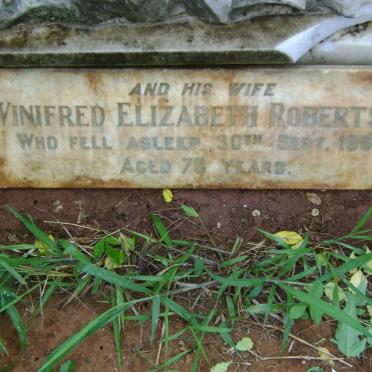 AND HIS WIFE
WINIFRED ELIZABETH ROBERTS
WHO FELL ASLEEP 30TH SEPT.
AGED YEARS.